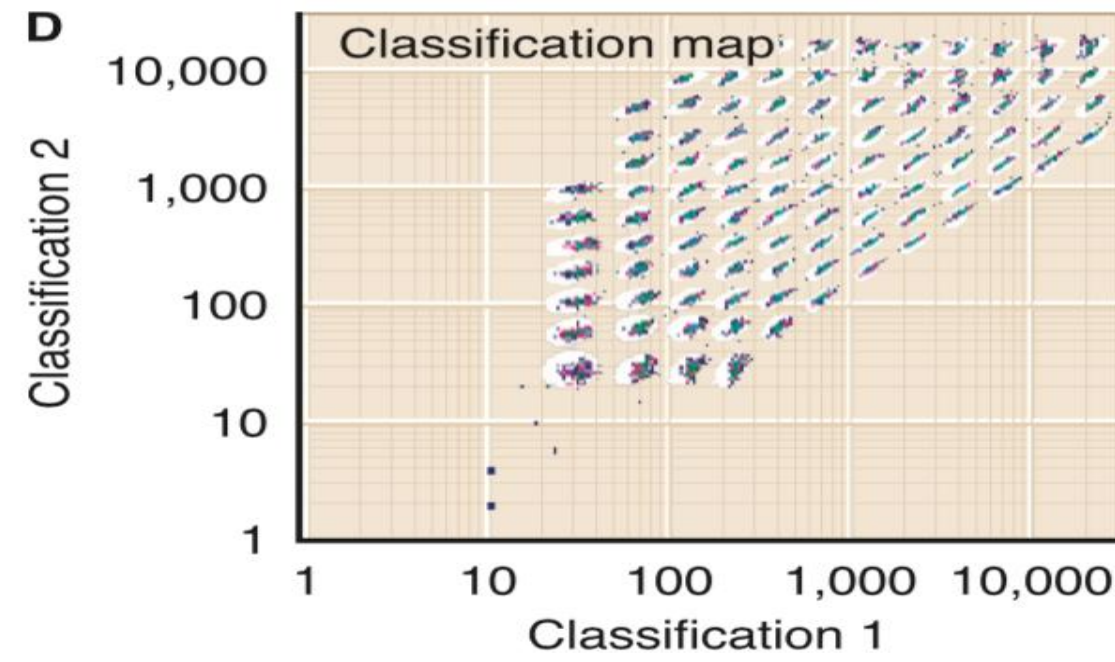 D
Classification map
10,000
1,000
100
10
1
Classification 2
1 10 100 1,000 10,000
Classification 1